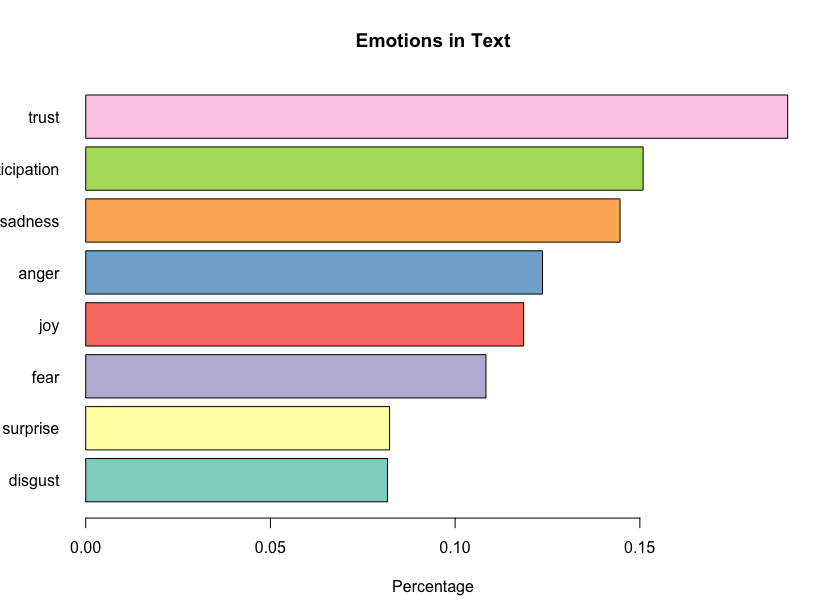 Emotions in Text
trust
icipation
sadness
anger
joy
fear
surprise
disgust
0.00 0.05 0.10 0.15
Percentage